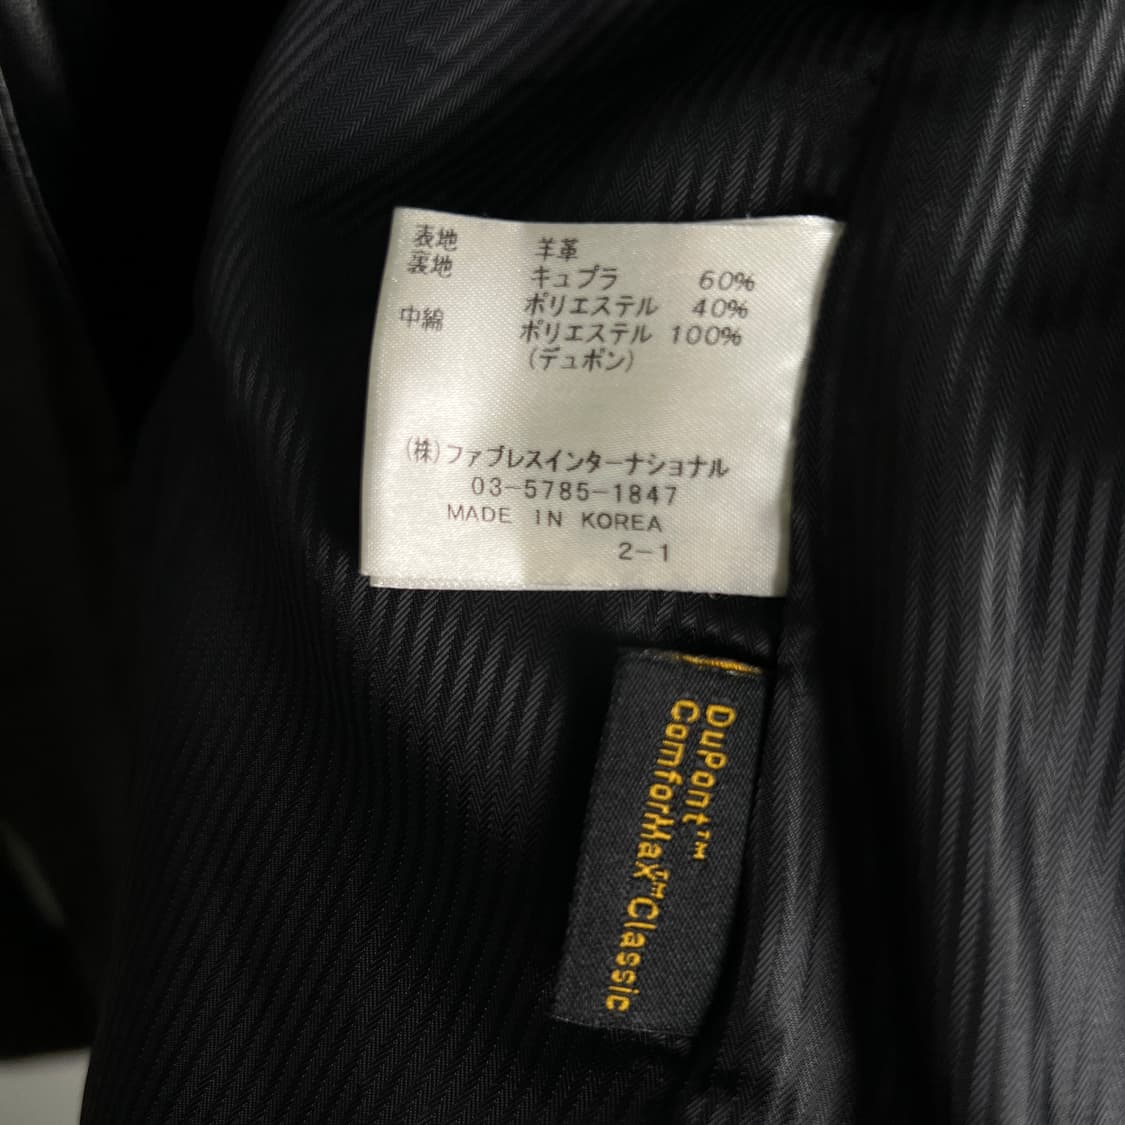 表地 羊革
裏地 キュプラ 60%
ポリエステル 40%
中綿 ポリエステル 100%
(デュポン)
(株)ファブレスインターナショナル
03-5785-1847
MADE IN KOREA
2-1
DuPont™
ComforMax™Classic